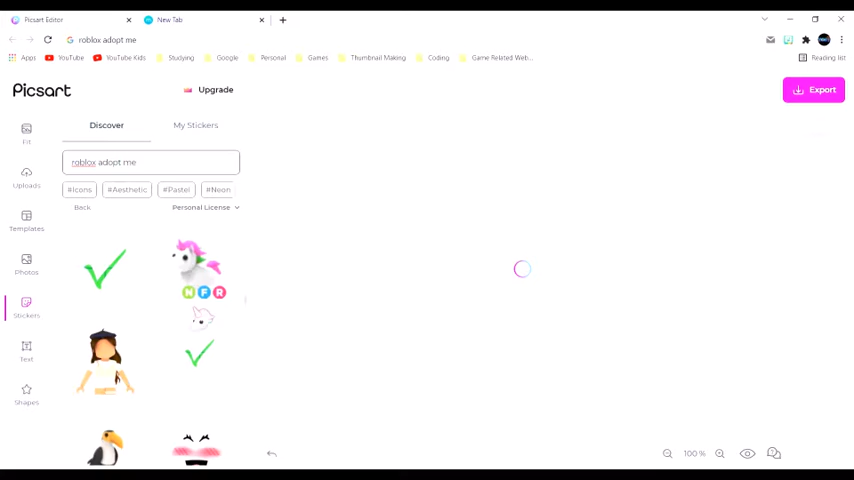 Picsart Editor
New Tab
roblox adopt me
Apps
YouTube
YouTube Kids
Studying
Google
Personal
Games
Thumbnail Making
Coding
Game Related Web...
Reading list
Picsart
Upgrade
Export
Fit
Uploads
Templates
Photos
Stickers
Text
Shapes
Discover
My Stickers
roblox adopt me
#Icons
#Aesthetic
#Pastel
#Neon
Back
Personal License
N F R
100 %